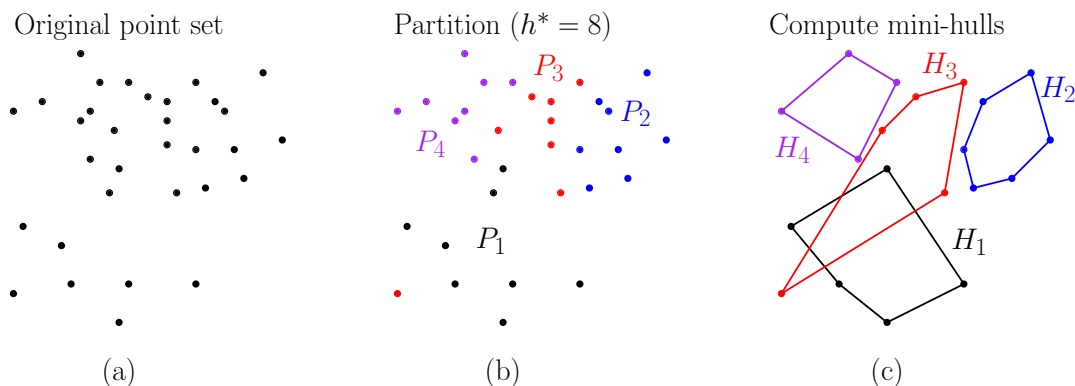 Original point set
Partition (h* = 8)
Compute mini-hulls
P₃
P₂
P₄
P₁
H₃
H₂
H₄
H₁
(a)
(b)
(c)